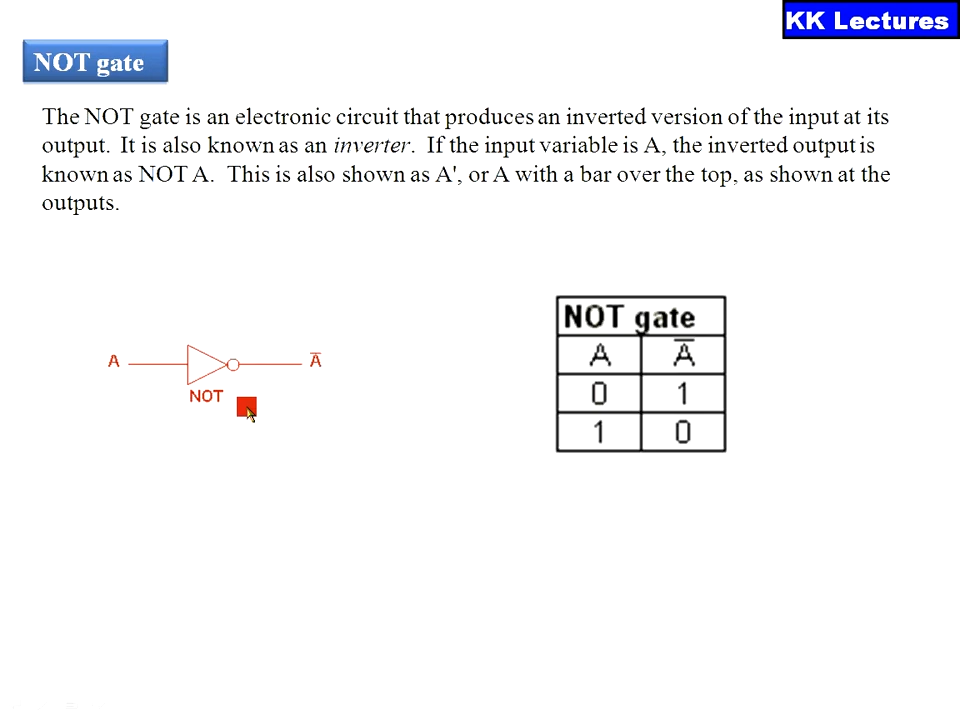 KK Lectures
NOT gate
The NOT gate is an electronic circuit that produces an inverted version of the input at its
output. It is also known as an inverter. If the input variable is A, the inverted output is
known as NOT A. This is also shown as A', or A with a bar over the top, as shown at the
outputs.
A A̅
NOT
NOT gate
A A̅
0 1
1 0